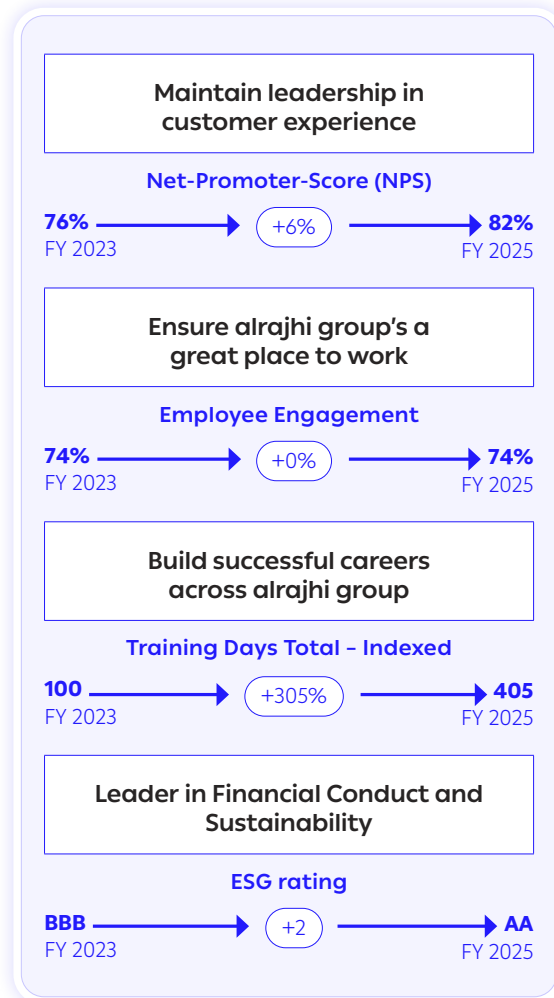 Maintain leadership in
customer experience
Net-Promoter-Score (NPS)
76% +6% 82%
FY 2023 FY 2025
Ensure alrajhi group's a
great place to work
Employee Engagement
74% +0% 74%
FY 2023 FY 2025
Build successful careers
across alrajhi group
Training Days Total – Indexed
100 +305% 405
FY 2023 FY 2025
Leader in Financial Conduct and
Sustainability
ESG rating
BBB +2 AA
FY 2023 FY 2025